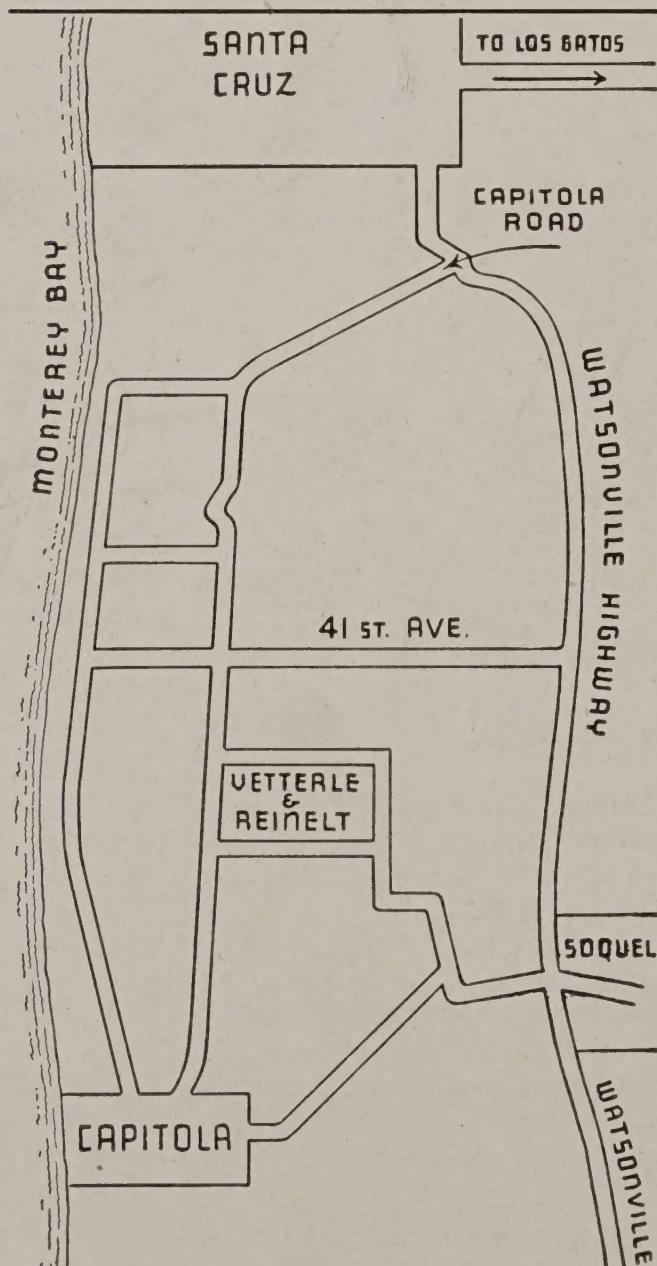 SANTA
CRUZ
TO LOS GATOS
CAPITOLA
ROAD
MONTEREY BAY
WATSONVILLE HIGHWAY
41 ST. AVE.
VETTERLE
&
REINELT
SOQUEL
CAPITOLA
WATSONVILLE